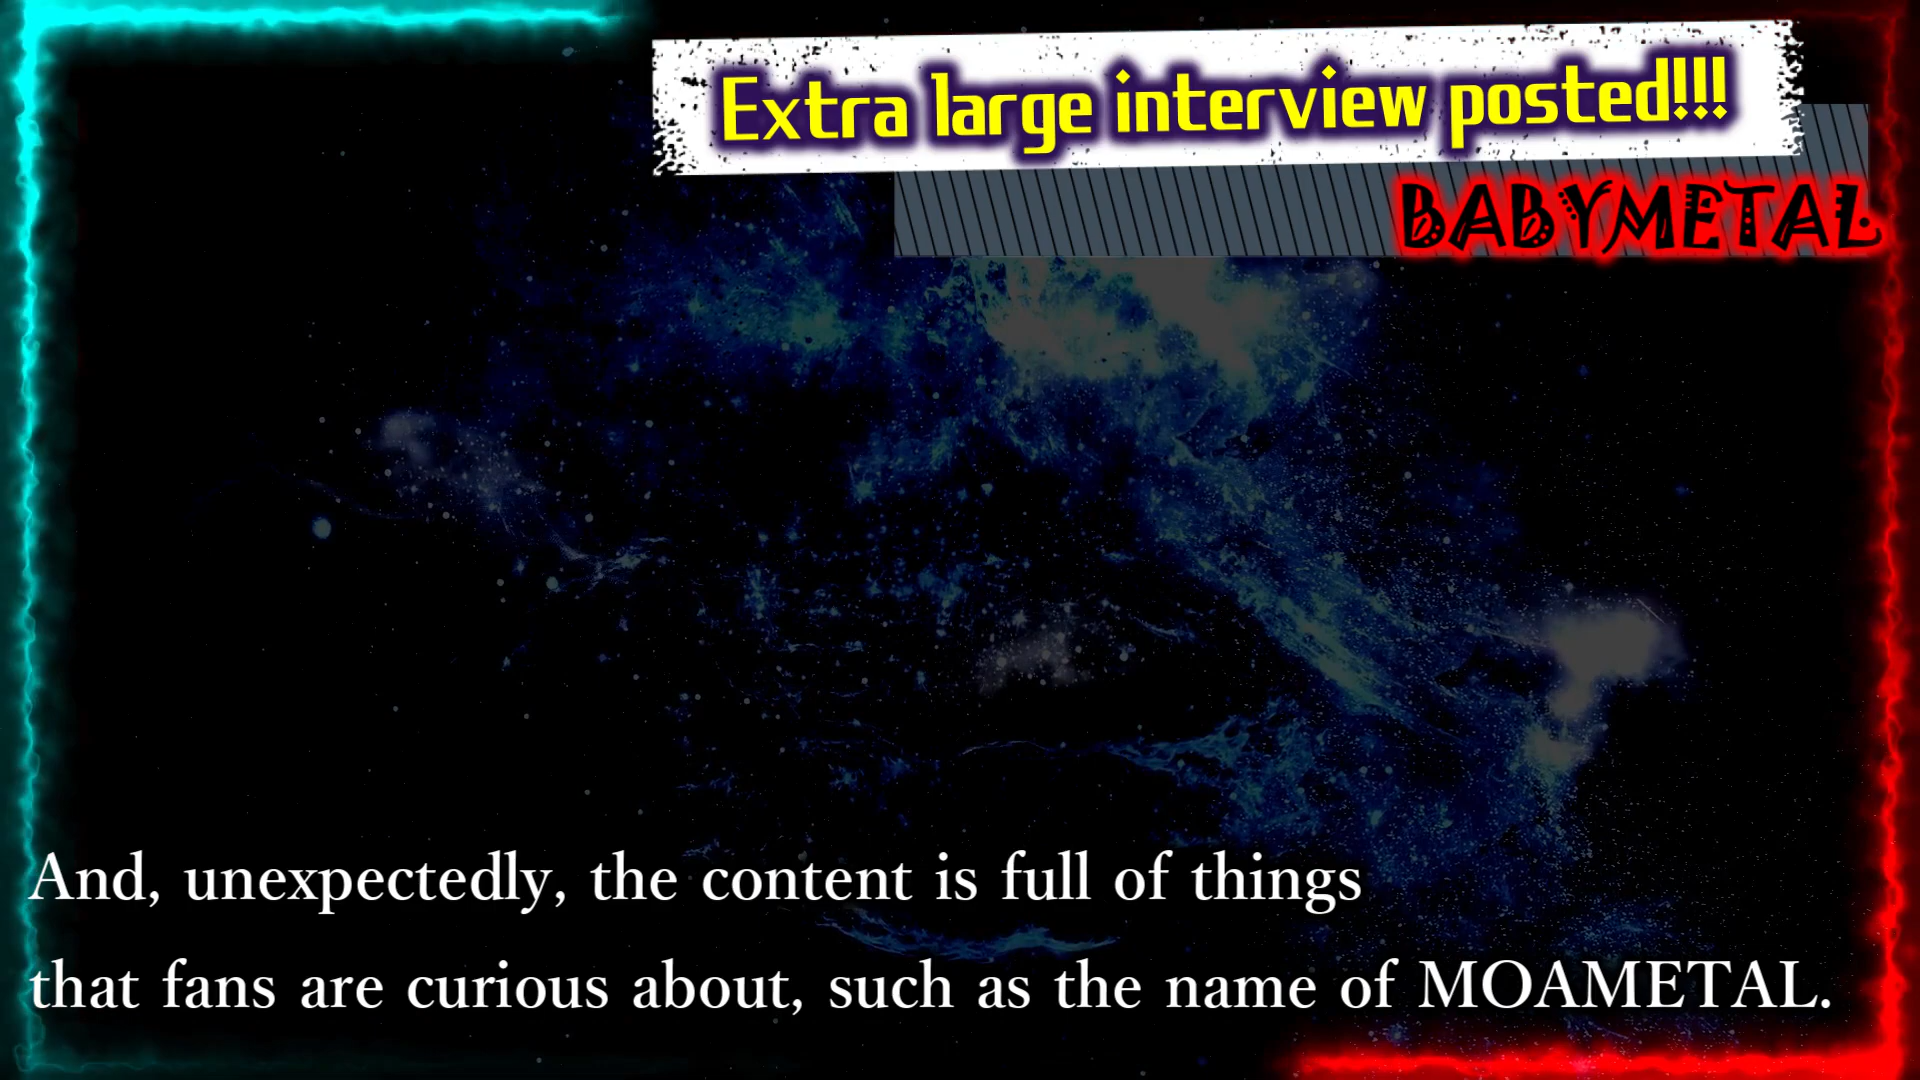 Extra large interview posted!!!
BABYMETAL
And, unexpectedly, the content is full of things
that fans are curious about, such as the name of MOAMETAL.